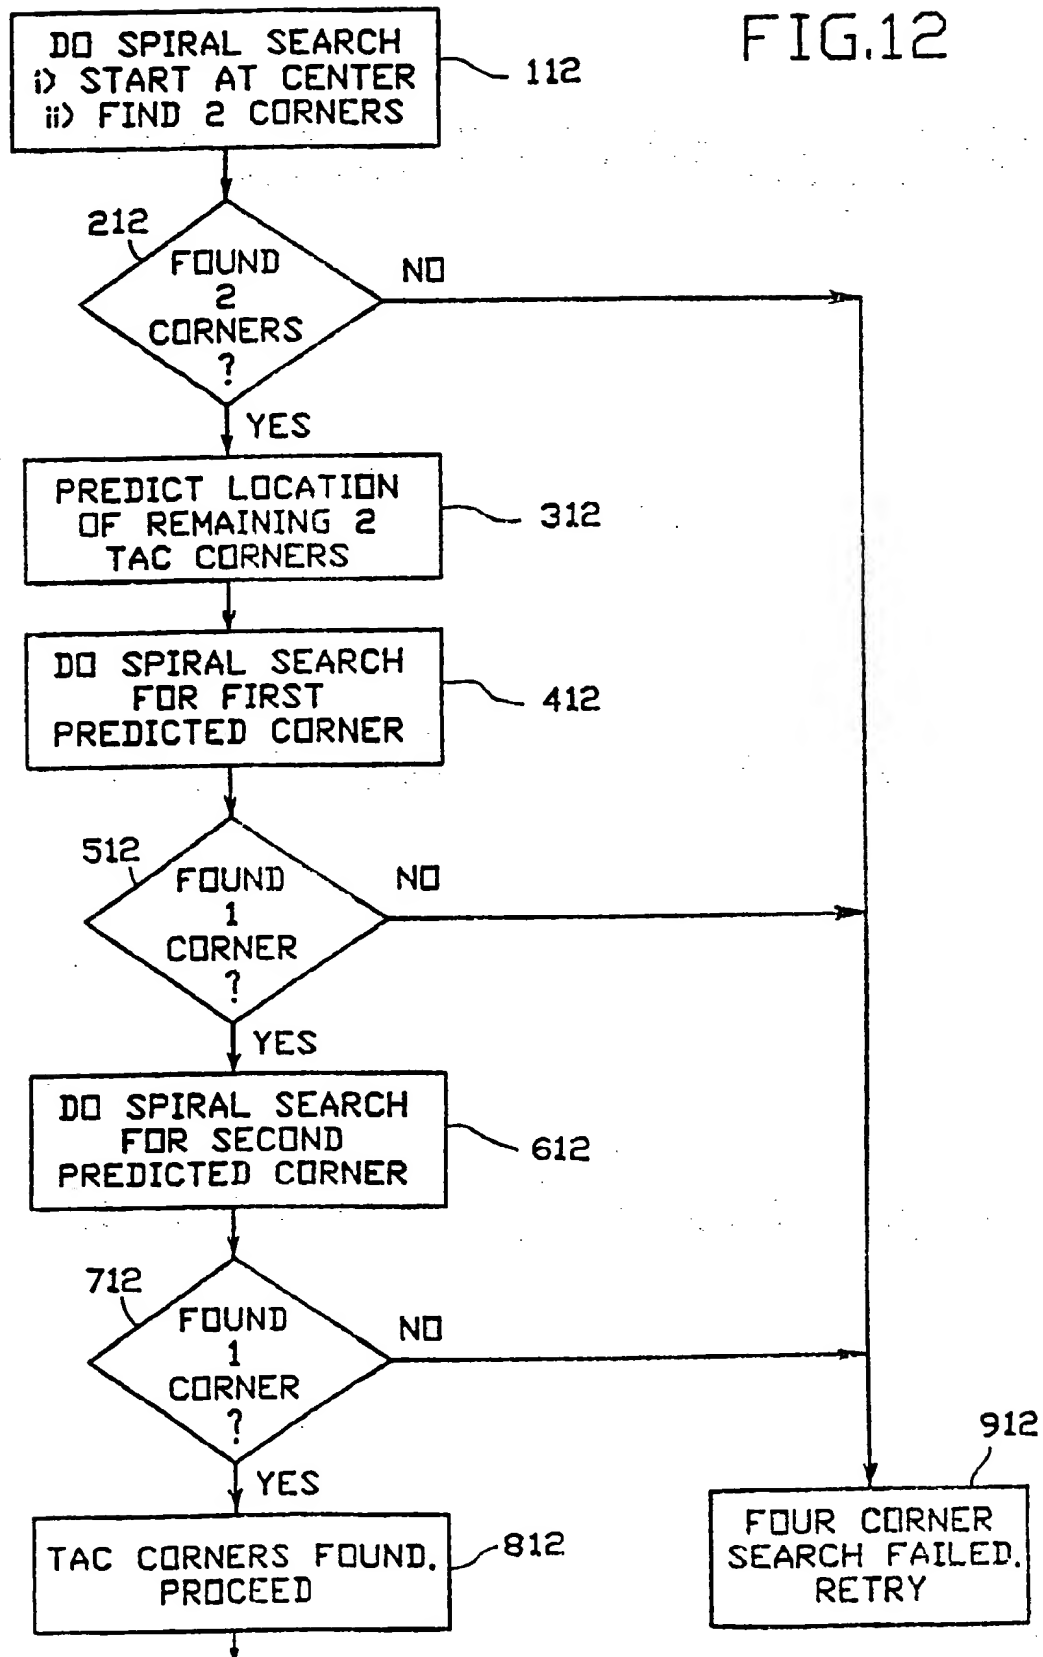 FIG.12
DO SPIRAL SEARCH
i) START AT CENTER
ii) FIND 2 CORNERS
112
212
FOUND
2
CORNERS
?
NO
YES
PREDICT LOCATION
OF REMAINING 2
TAC CORNERS
312
DO SPIRAL SEARCH
FOR FIRST
PREDICTED CORNER
412
512
FOUND
1
CORNER
?
NO
YES
DO SPIRAL SEARCH
FOR SECOND
PREDICTED CORNER
612
712
FOUND
1
CORNER
?
NO
YES
TAC CORNERS FOUND.
PROCEED
812
912
FOUR CORNER
SEARCH FAILED.
RETRY